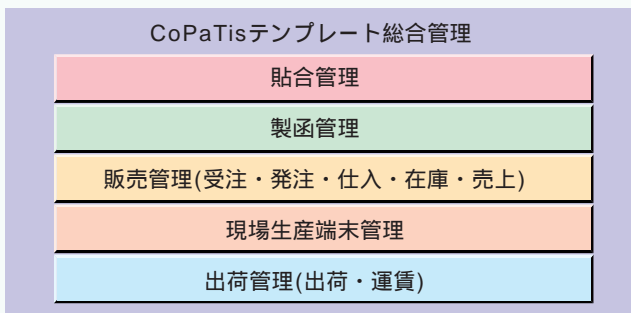 CoPaTisテンプレート総合管理
貼合管理
製函管理
販売管理(受注・発注・仕入・在庫・売上)
現場生産端末管理
出荷管理(出荷・運賃)